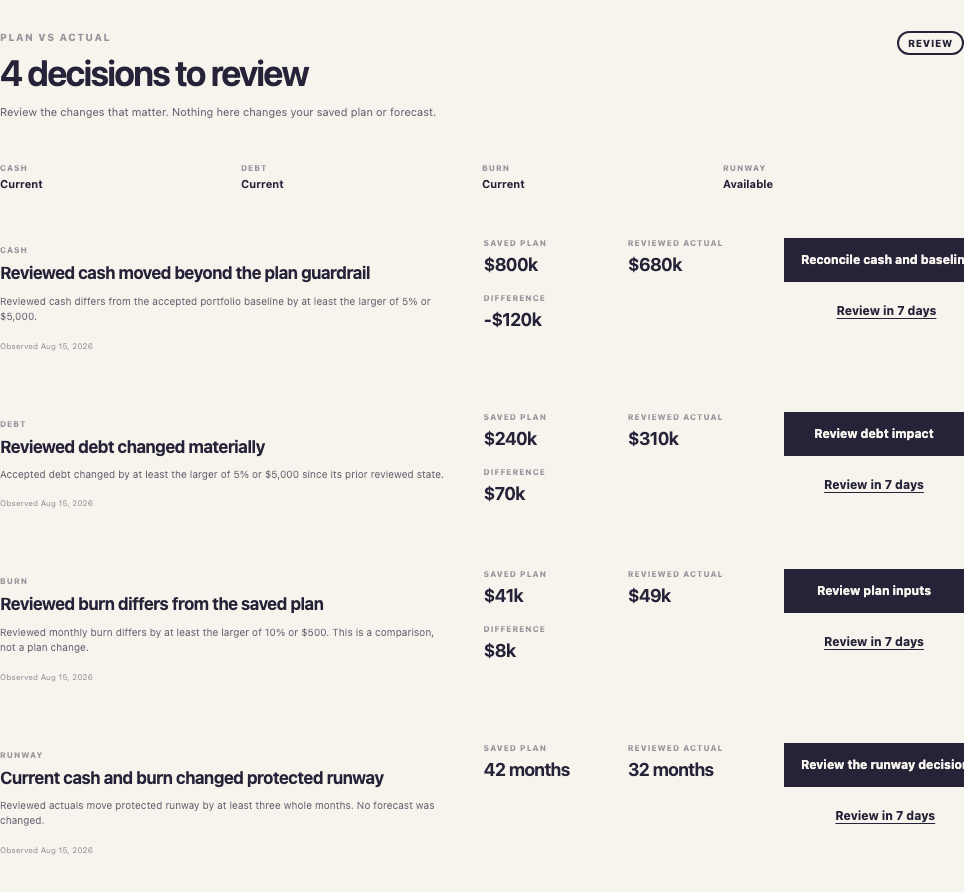 PLAN VS ACTUAL
REVIEW
4 decisions to review
Review the changes that matter. Nothing here changes your saved plan or forecast.
CASH
Current
DEBT
Current
BURN
Current
RUNWAY
Available
CASH
Reviewed cash moved beyond the plan guardrail
Reviewed cash differs from the accepted portfolio baseline by at least the larger of 5% or
$5,000.
Observed Aug 15, 2026
SAVED PLAN
$800k
REVIEWED ACTUAL
$680k
DIFFERENCE
-$120k
Reconcile cash and baselin
Review in 7 days
DEBT
Reviewed debt changed materially
Accepted debt changed by at least the larger of 5% or $5,000 since its prior reviewed state.
Observed Aug 15, 2026
SAVED PLAN
$240k
REVIEWED ACTUAL
$310k
DIFFERENCE
$70k
Review debt impact
Review in 7 days
BURN
Reviewed burn differs from the saved plan
Reviewed monthly burn differs by at least the larger of 10% or $500. This is a comparison,
not a plan change.
Observed Aug 15, 2026
SAVED PLAN
$41k
REVIEWED ACTUAL
$49k
DIFFERENCE
$8k
Review plan inputs
Review in 7 days
RUNWAY
Current cash and burn changed protected runway
Reviewed actuals move protected runway by at least three whole months. No forecast was
changed.
Observed Aug 15, 2026
SAVED PLAN
42 months
REVIEWED ACTUAL
32 months
Review the runway decision
Review in 7 days